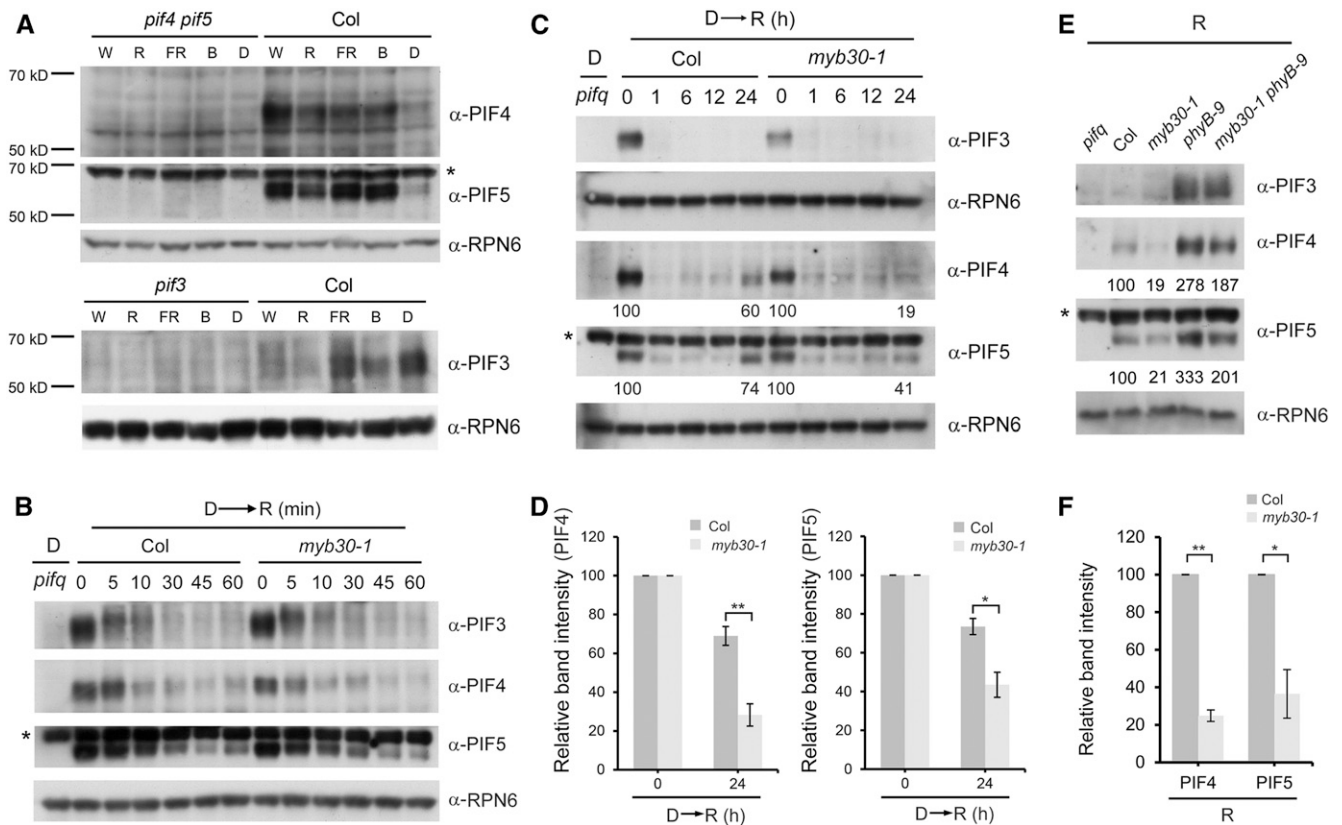 A
pif4 pif5 Col
W R FR B D W R FR B D
70 kD
α-PIF4
50 kD
70 kD *
α-PIF5
50 kD
α-RPN6
pif3 Col
W R FR B D W R FR B D
70 kD
α-PIF3
50 kD
α-RPN6
B
D→R (min)
D Col myb30-1
pifq 0 5 10 30 45 60 0 5 10 30 45 60
α-PIF3
α-PIF4
* α-PIF5
α-RPN6
C
D→R (h)
D Col myb30-1
pifq 0 1 6 12 24 0 1 6 12 24
α-PIF3
α-RPN6
α-PIF4
100 60 100 19
* α-PIF5
100 74 100 41
α-RPN6
D
Relative band intensity (PIF4)
Col
myb30-1
120
100
80
60
40
20
0
**
0 24
D→R (h)
Relative band intensity (PIF5)
Col
myb30-1
120
100
80
60
40
20
0
*
0 24
D→R (h)
E
R
pifq Col myb30-1 phyB-9 myb30-1 phyB-9
α-PIF3
α-PIF4
100 19 278 187
* α-PIF5
100 21 333 201
α-RPN6
F
Col
myb30-1
Relative band intensity
120
100
80
60
40
20
0
** *
PIF4 PIF5
R